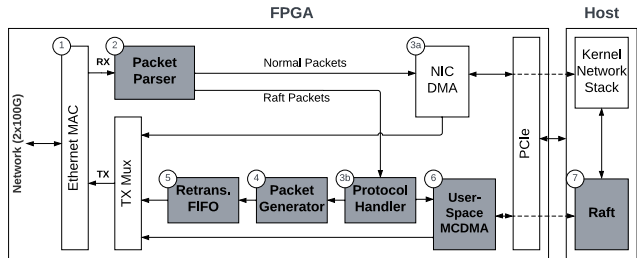 FPGA
Host
1
2
3a
RX
Packet
Parser
Normal Packets
Raft Packets
NIC
DMA
Kernel
Network
Stack
Network (2x100G)
Ethernet MAC
TX
TX Mux
PCIe
5
Retrans.
FIFO
4
Packet
Generator
3b
Protocol
Handler
6
User-
Space
MCDMA
7
Raft